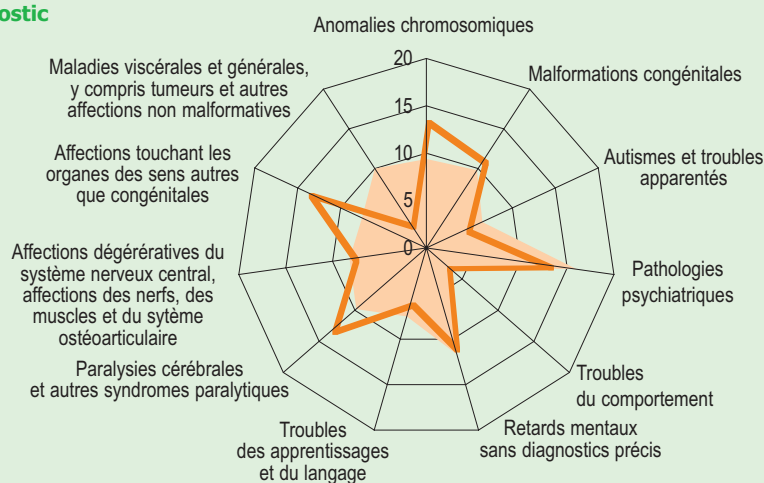 ostic
Anomalies chromosomiques
Malformations congénitales
Autismes et troubles
apparentés
Pathologies
psychiatriques
Troubles
du comportement
Retards mentaux
sans diagnostics précis
Troubles
des apprentissages
et du langage
Paralysies cérébrales
et autres syndromes paralytiques
Affections dégérératives du
système nerveux central,
affections des nerfs, des
muscles et du sytème
ostéoarticulaire
Affections touchant les
organes des sens autres
que congénitales
Maladies viscérales et générales,
y compris tumeurs et autres
affections non malformatives
20
15
10
5
0